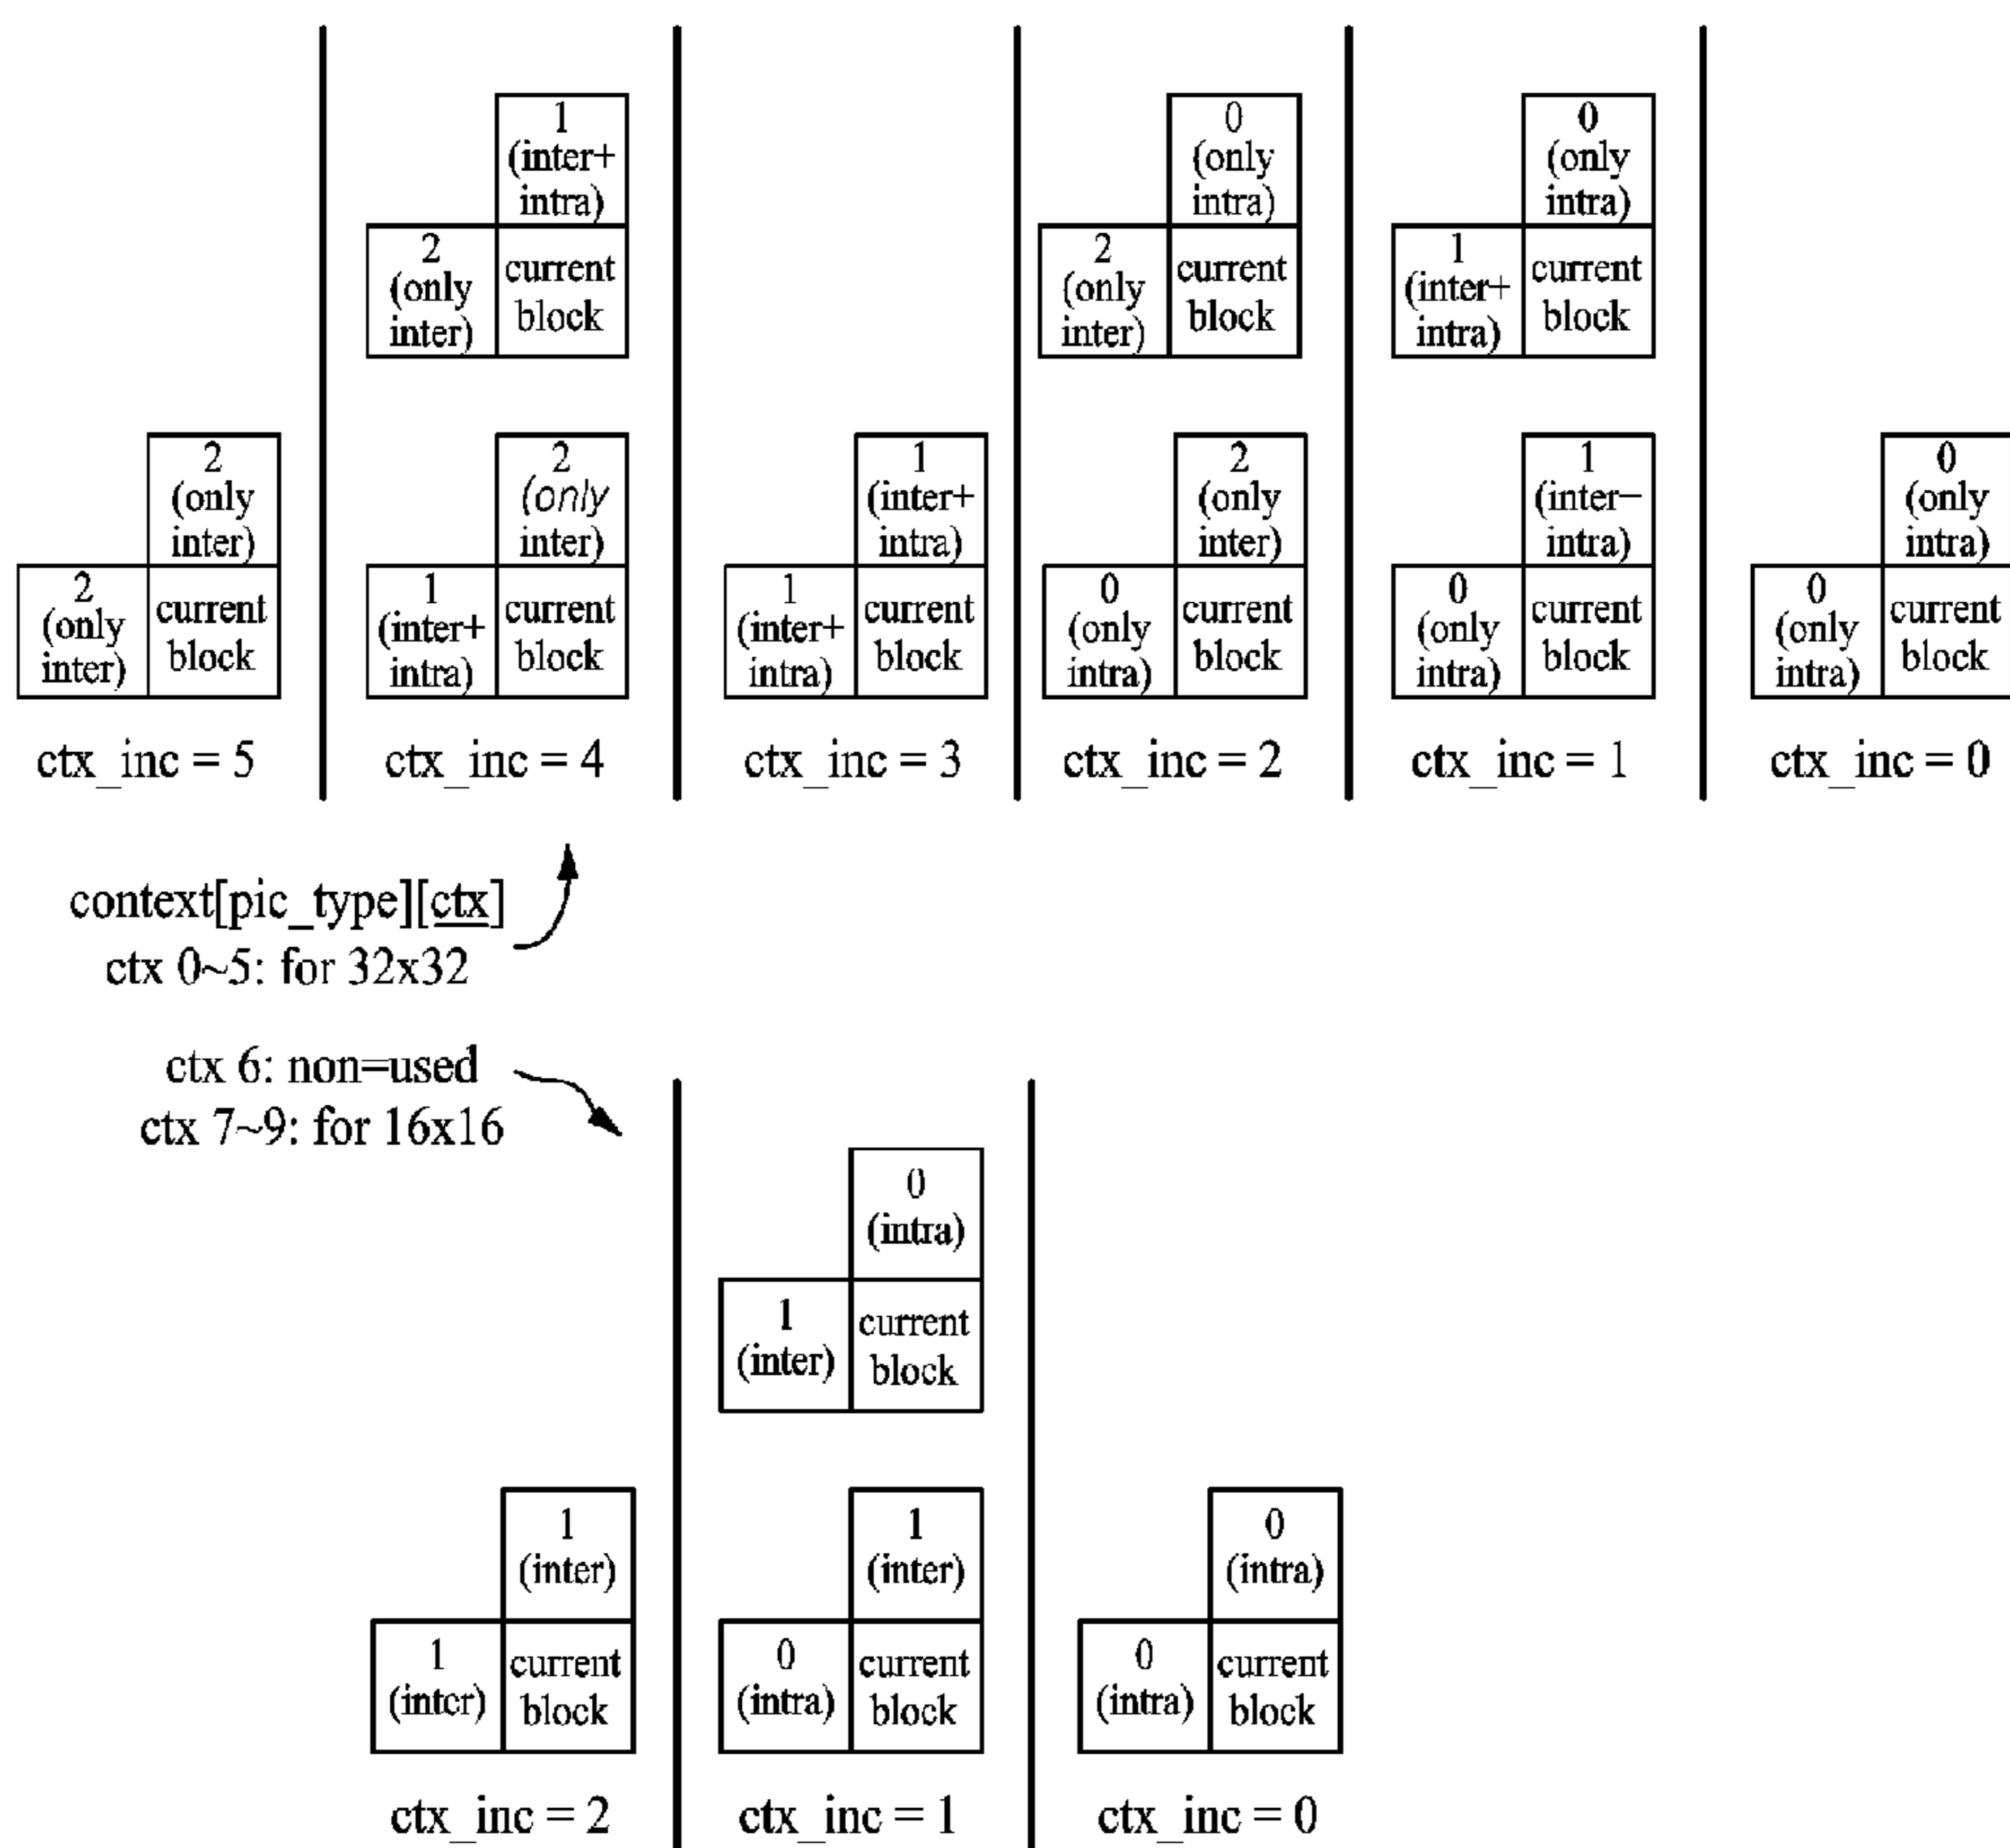 1
(inter+
intra)
2
(only
inter)
current
block
0
(only
intra)
2
(only
inter)
current
block
0
(only
intra)
1
(inter+
intra)
current
block
2
(only
inter)
2
(only
inter)
current
block
2
(only
inter)
1
(inter+
intra)
current
block
1
(inter+
intra)
1
(inter+
intra)
current
block
2
(only
inter)
0
(only
intra)
current
block
1
(inter−
intra)
0
(only
intra)
current
block
0
(only
intra)
0
(only
intra)
current
block
ctx_inc = 5
ctx_inc = 4
ctx_inc = 3
ctx_inc = 2
ctx_inc = 1
ctx_inc = 0
context[pic_type][ctx]
ctx 0~5: for 32x32
ctx 6: non=used
ctx 7~9: for 16x16
0
(intra)
1
(inter)
current
block
1
(inter)
1
(inter)
current
block
1
(inter)
0
(intra)
current
block
0
(intra)
0
(intra)
current
block
ctx_inc = 2
ctx_inc = 1
ctx_inc = 0